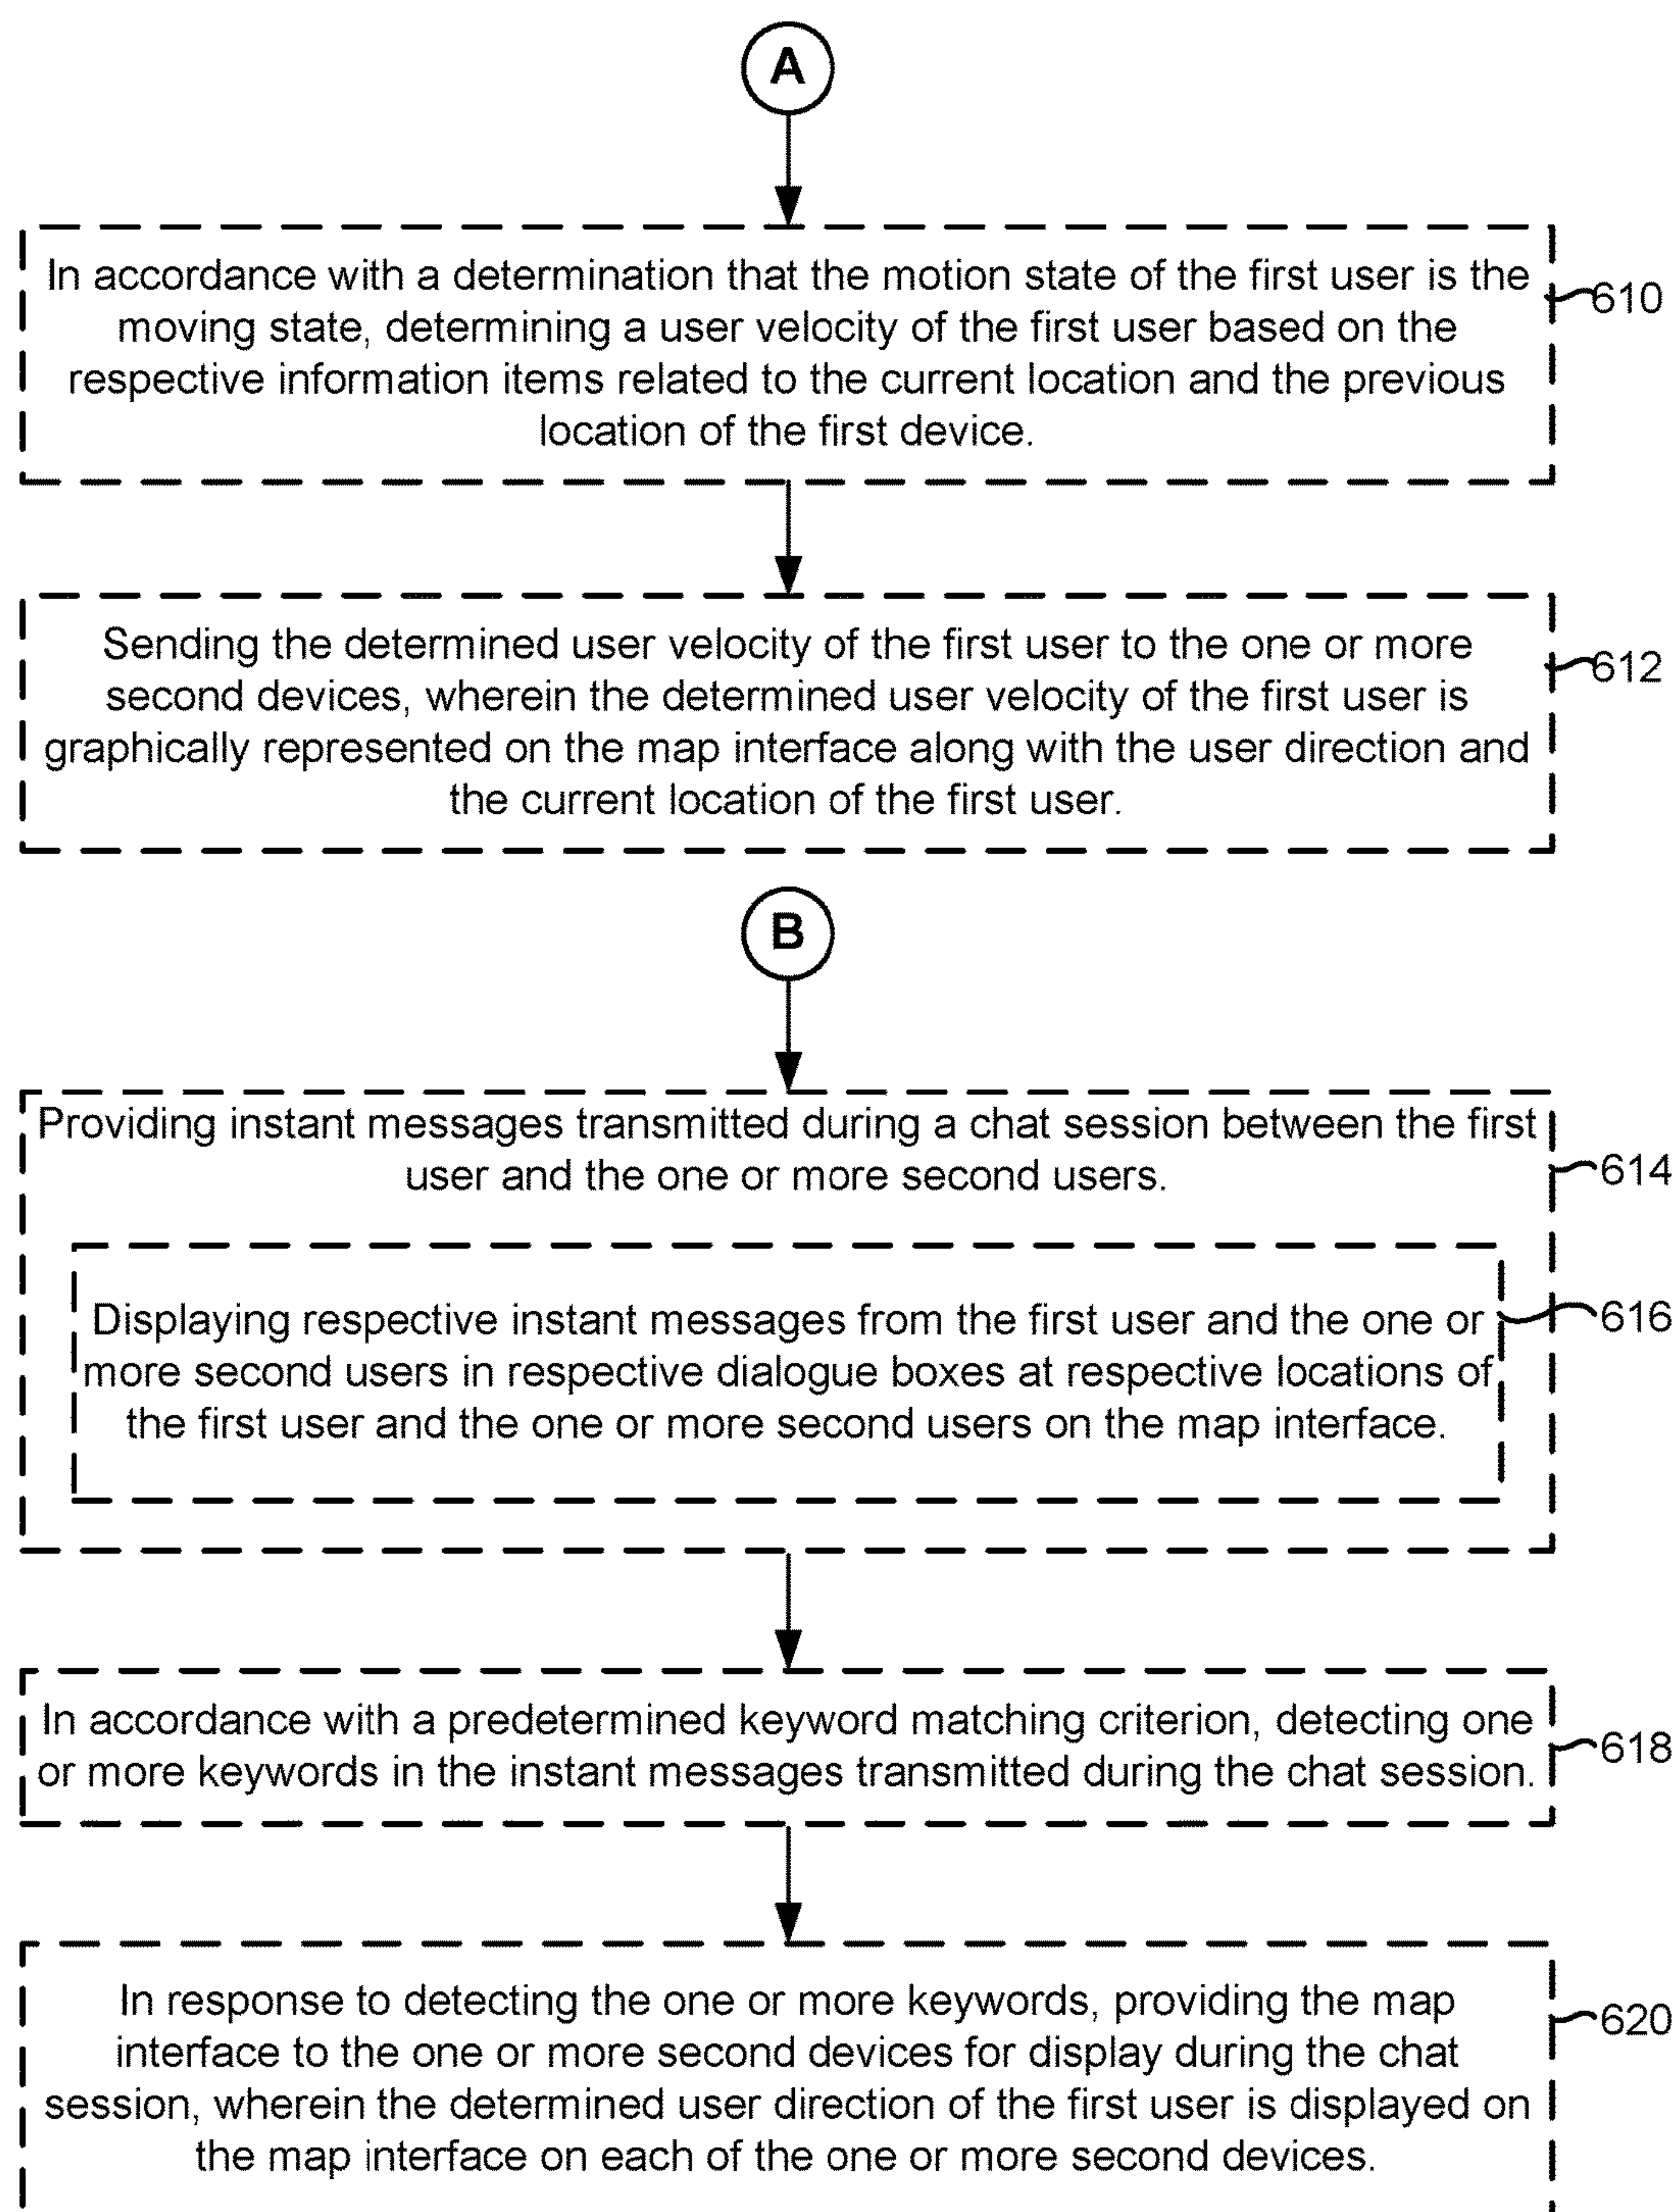 A
In accordance with a determination that the motion state of the first user is the
moving state, determining a user velocity of the first user based on the
respective information items related to the current location and the previous
location of the first device.
610
Sending the determined user velocity of the first user to the one or more
second devices, wherein the determined user velocity of the first user is
graphically represented on the map interface along with the user direction and
the current location of the first user.
612
B
Providing instant messages transmitted during a chat session between the first
user and the one or more second users.
614
Displaying respective instant messages from the first user and the one or
more second users in respective dialogue boxes at respective locations of
the first user and the one or more second users on the map interface.
616
In accordance with a predetermined keyword matching criterion, detecting one
or more keywords in the instant messages transmitted during the chat session.
618
In response to detecting the one or more keywords, providing the map
interface to the one or more second devices for display during the chat
session, wherein the determined user direction of the first user is displayed on
the map interface on each of the one or more second devices.
620